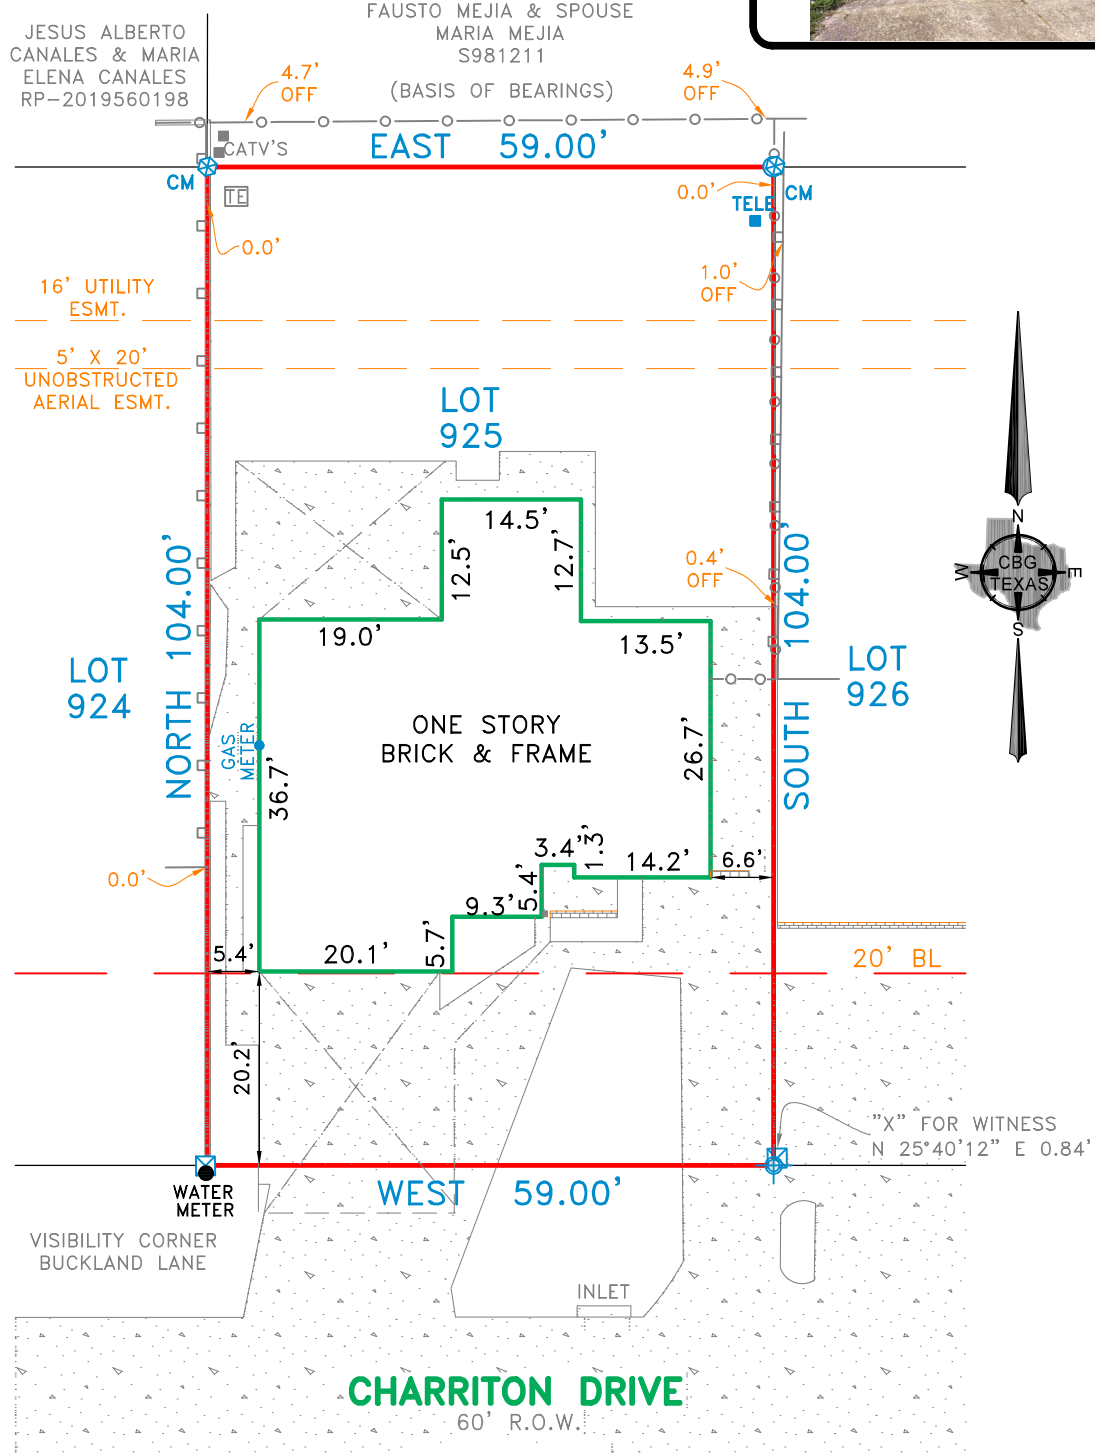 JESUS ALBERTO
CANALES & MARIA
ELENA CANALES
RP-2019560198
FAUSTO MEJIA & SPOUSE
MARIA MEJIA
S981211
(BASIS OF BEARINGS)
4.7'
OFF
4.9'
OFF
CATV'S
EAST 59.00'
CM
TE
0.0'
0.0'
CM
TELE
1.0'
OFF
16' UTILITY
ESMT.
5' X 20'
UNOBSTRUCTED
AERIAL ESMT.
LOT
925
14.5'
12.5'
12.7'
0.4'
OFF
NORTH 104.00'
SOUTH 104.00'
N
CBG
TEXAS
W
E
S
19.0'
13.5'
LOT
924
LOT
926
ONE STORY
BRICK & FRAME
GAS
METER
36.7'
26.7'
3.4'
1.3'
14.2'
6.6'
0.0'
5.4'
9.3'
5.4'
20.1'
5.7'
20' BL
20.2'
"X" FOR WITNESS
N 25°40'12" E 0.84'
WATER
METER
WEST 59.00'
VISIBILITY CORNER
BUCKLAND LANE
INLET
CHARRITON DRIVE
60' R.O.W.